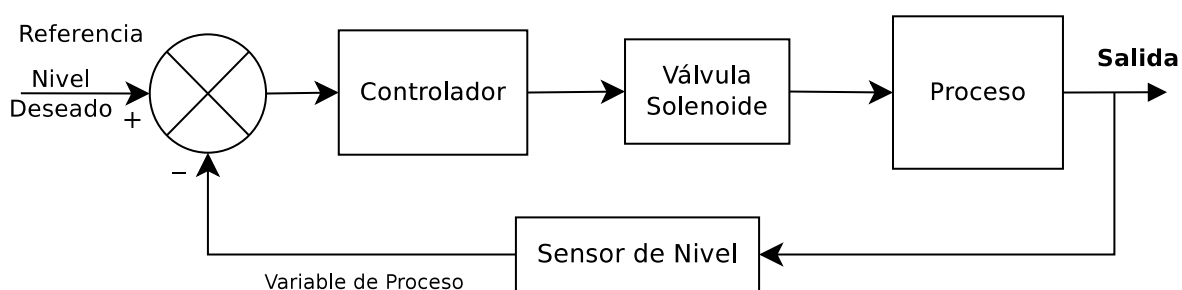 Referencia
Nivel
Deseado
+
−
Controlador
Válvula
Solenoide
Proceso
Salida
Sensor de Nivel
Variable de Proceso